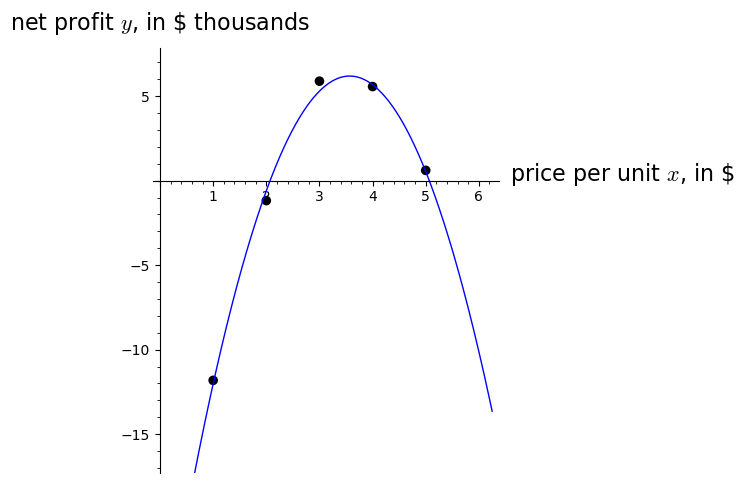 net profit y, in $ thousands
5
price per unit x, in $
1 2 3 4 5 6
−5
−10
−15